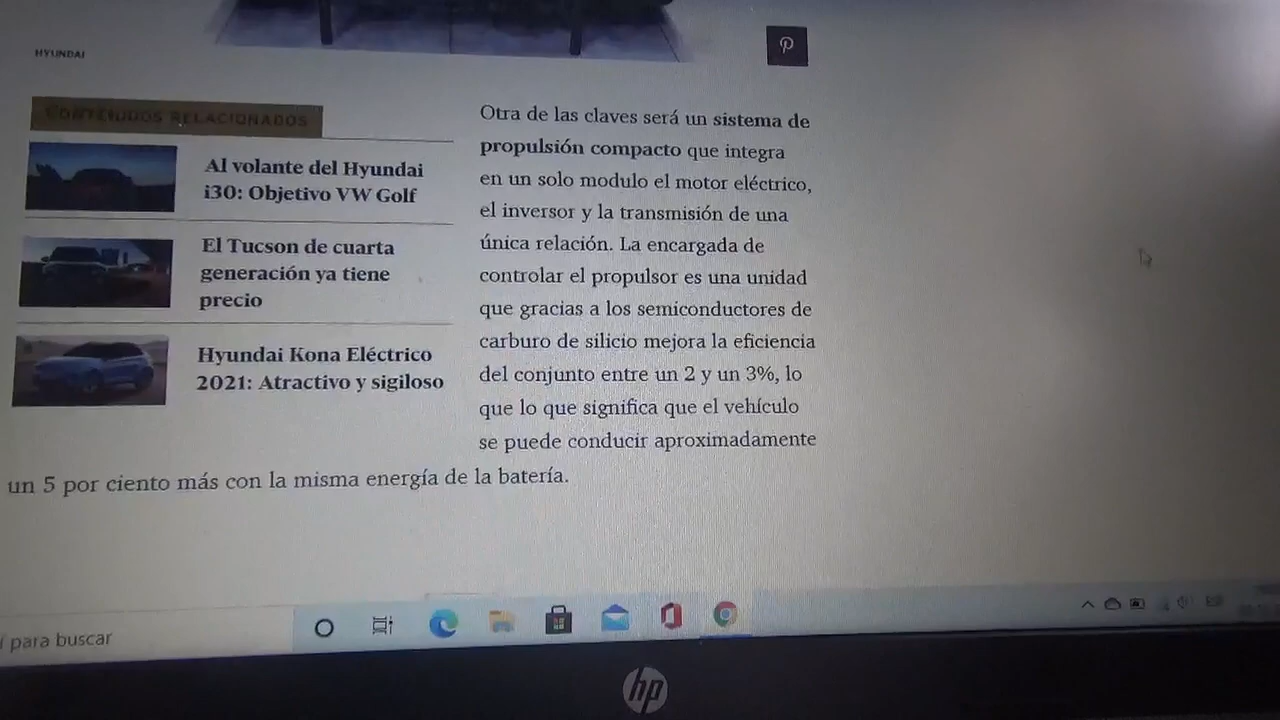 HYUNDAI
CONTENIDOS RELACIONADOS
Al volante del Hyundai
i30: Objetivo VW Golf
El Tucson de cuarta
generación ya tiene
precio
Hyundai Kona Eléctrico
2021: Atractivo y sigiloso
Otra de las claves será un sistema de
propulsión compacto que integra
en un solo modulo el motor eléctrico,
el inversor y la transmisión de una
única relación. La encargada de
controlar el propulsor es una unidad
que gracias a los semiconductores de
carburo de silicio mejora la eficiencia
del conjunto entre un 2 y un 3%, lo
que lo que significa que el vehículo
se puede conducir aproximadamente
un 5 por ciento más con la misma energía de la batería.
para buscar
hp